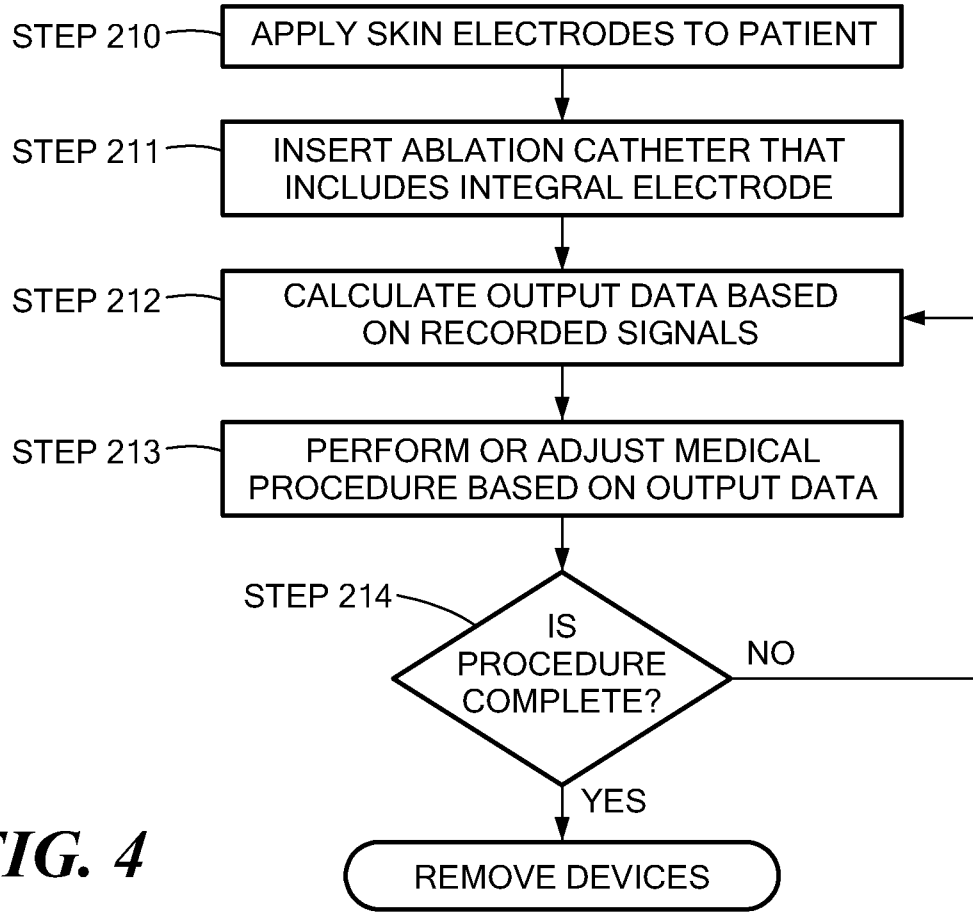 STEP 210
APPLY SKIN ELECTRODES TO PATIENT
STEP 211
INSERT ABLATION CATHETER THAT
INCLUDES INTEGRAL ELECTRODE
STEP 212
CALCULATE OUTPUT DATA BASED
ON RECORDED SIGNALS
STEP 213
PERFORM OR ADJUST MEDICAL
PROCEDURE BASED ON OUTPUT DATA
STEP 214
IS
PROCEDURE
COMPLETE?
NO
YES
REMOVE DEVICES
FIG. 4